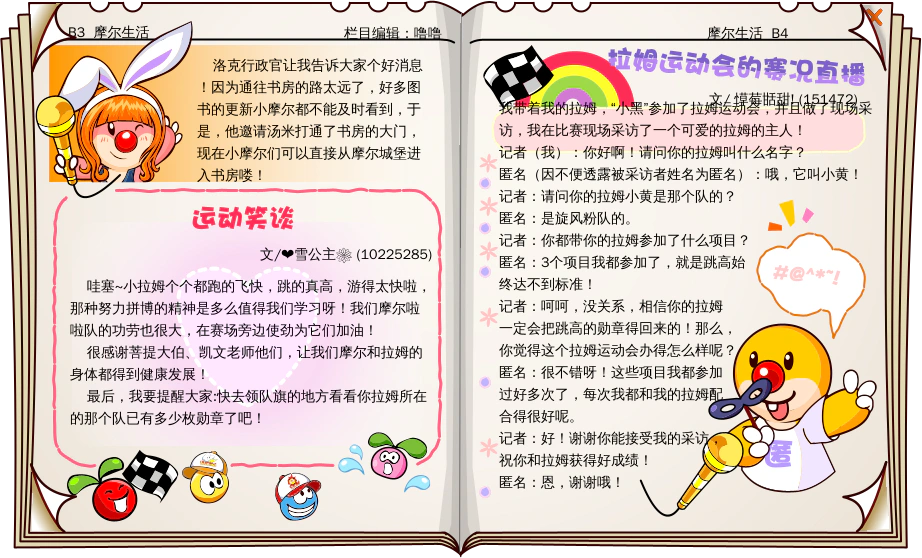 B3 摩尔生活
栏目编辑：噜噜
洛克行政官让我告诉大家个好消息
！因为通往书房的路太远了，好多图
书的更新小摩尔都不能及时看到，于
是，他邀请汤米打通了书房的大门，
现在小摩尔们可以直接从摩尔城堡进
入书房喽！
运动笑谈
文/❤雪公主❀ (10225285)
哇塞~小拉姆个个都跑的飞快，跳的真高，游得太快啦，
那种努力拼博的精神是多么值得我们学习呀！我们摩尔啦
啦队的功劳也很大，在赛场旁边使劲为它们加油！
很感谢菩提大伯、凯文老师他们，让我们摩尔和拉姆的
身体都得到健康发展！
最后，我要提醒大家:快去领队旗的地方看看你拉姆所在
的那个队已有多少枚勋章了吧！
摩尔生活 B4
拉姆运动会的赛况直播
(151472)
我带着我的拉姆，“小黑”参加了拉姆运动会，并且做了现场采
访，我在比赛现场采访了一个可爱的拉姆的主人！
记者（我）：你好啊！请问你的拉姆叫什么名字？
匿名（因不便透露被采访者姓名为匿名）：哦，它叫小黄！
记者：请问你的拉姆小黄是那个队的？
匿名：是旋风粉队的。
记者：你都带你的拉姆参加了什么项目？
匿名：3个项目我都参加了，就是跳高始
终达不到标准！
记者：呵呵，没关系，相信你的拉姆
一定会把跳高的勋章得回来的！那么，
你觉得这个拉姆运动会办得怎么样呢？
匿名：很不错呀！这些项目我都参加
过好多次了，每次我都和我的拉姆配
合得很好呢。
记者：好！谢谢你能接受我的采访，
祝你和拉姆获得好成绩！
匿名：恩，谢谢哦！
#@^*~!
匿